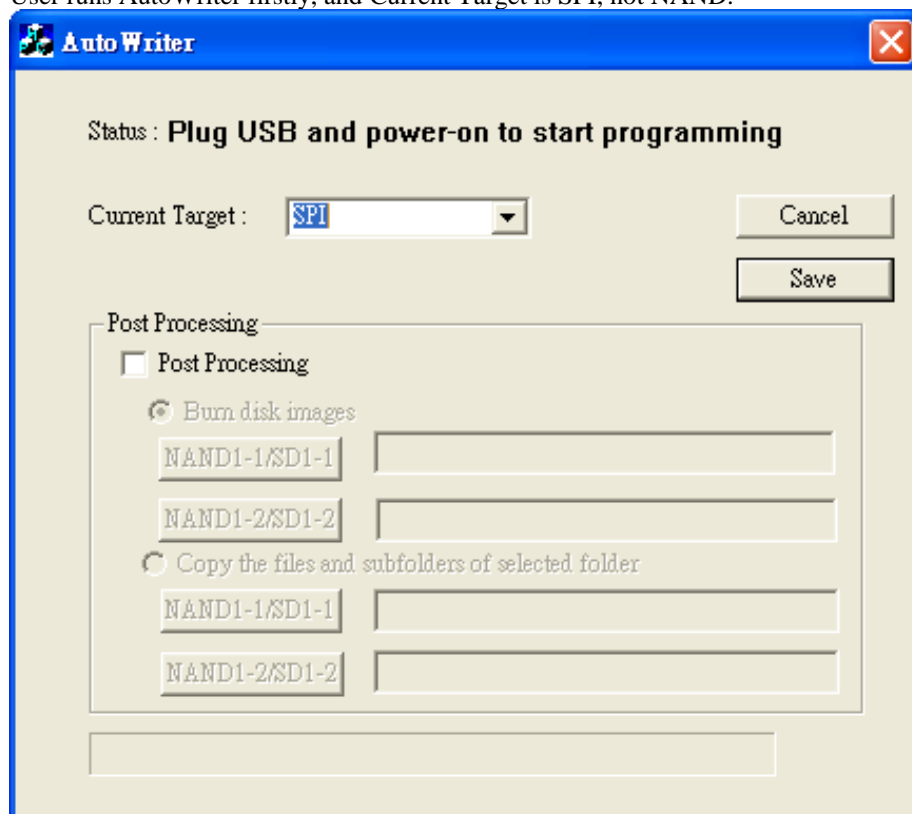 User runs AutoWriter firstly, and Current Target is SPI, not NAND.
AutoWriter
Status : Plug USB and power-on to start programming
Current Target : SPI
Cancel
Save
Post Processing
Post Processing
Burn disk images
NAND1-1/SD1-1
NAND1-2/SD1-2
Copy the files and subfolders of selected folder
NAND1-1/SD1-1
NAND1-2/SD1-2